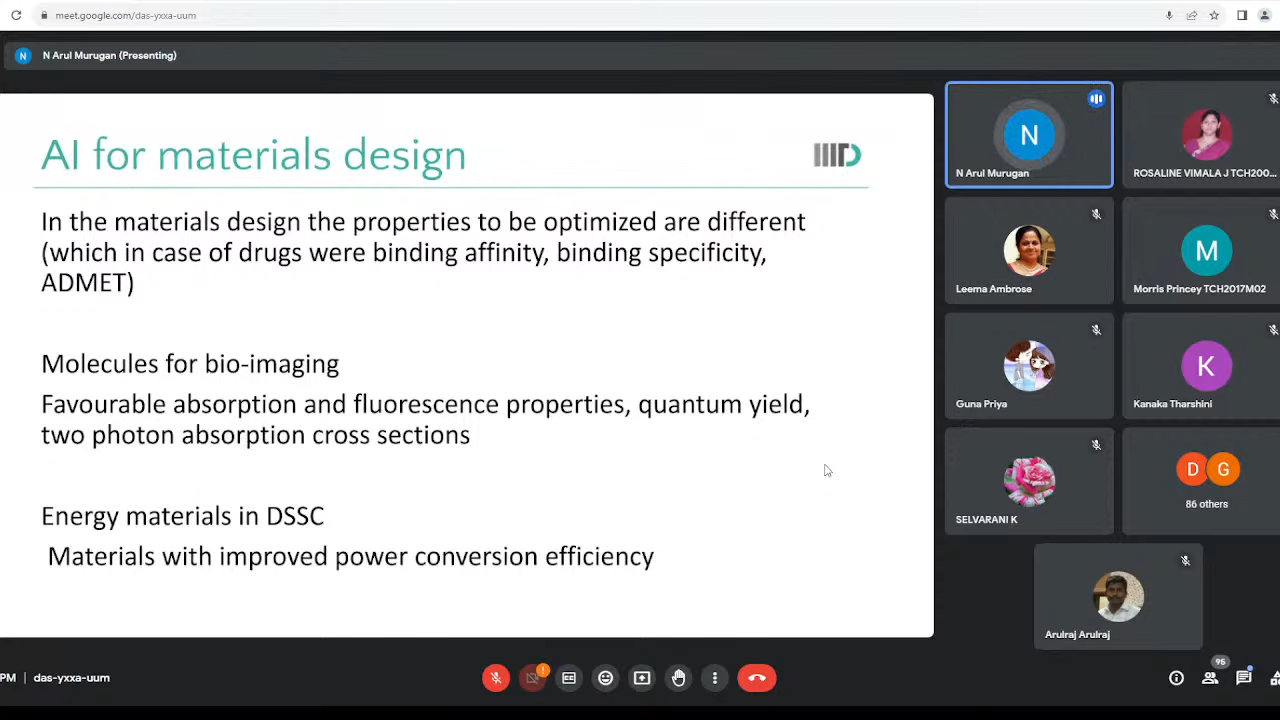 meet.google.com/das-yxxa-uum
N
N Arul Murugan (Presenting)
AI for materials design
IIITD
In the materials design the properties to be optimized are different
(which in case of drugs were binding affinity, binding specificity,
ADMET)
Molecules for bio-imaging
Favourable absorption and fluorescence properties, quantum yield,
two photon absorption cross sections
Energy materials in DSSC
Materials with improved power conversion efficiency
N
N Arul Murugan
ROSALINE VIMALA J TCH200...
Leema Ambrose
M
Morris Princey TCH2017M02
Guna Priya
K
Kanaka Tharshini
SELVARANI K
D
G
86 others
Arulraj Arulraj
PM | das-yxxa-uum
96